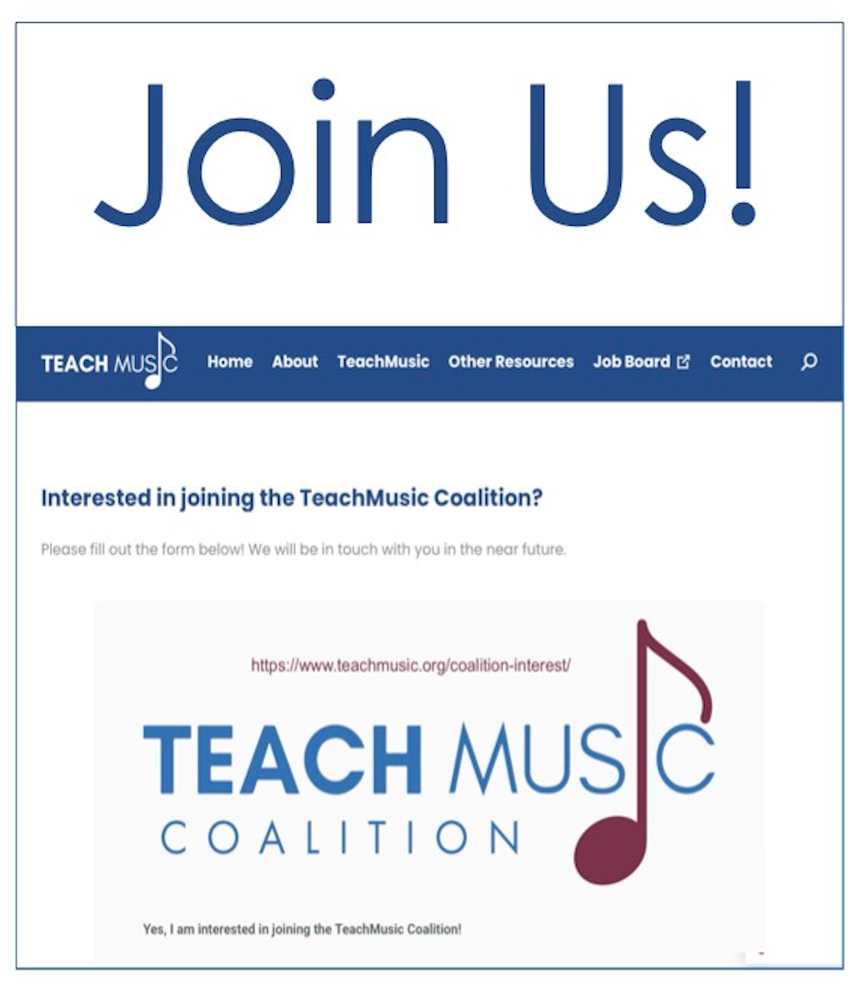 Join Us!
TEACH MUSIC Home About TeachMusic Other Resources Job Board Contact
Interested in joining the TeachMusic Coalition?
Please fill out the form below! We will be in touch with you in the near future.
https://www.teachmusic.org/coalition-interest/
TEACH MUSIC
COALITION
Yes, I am interested in joining the TeachMusic Coalition!